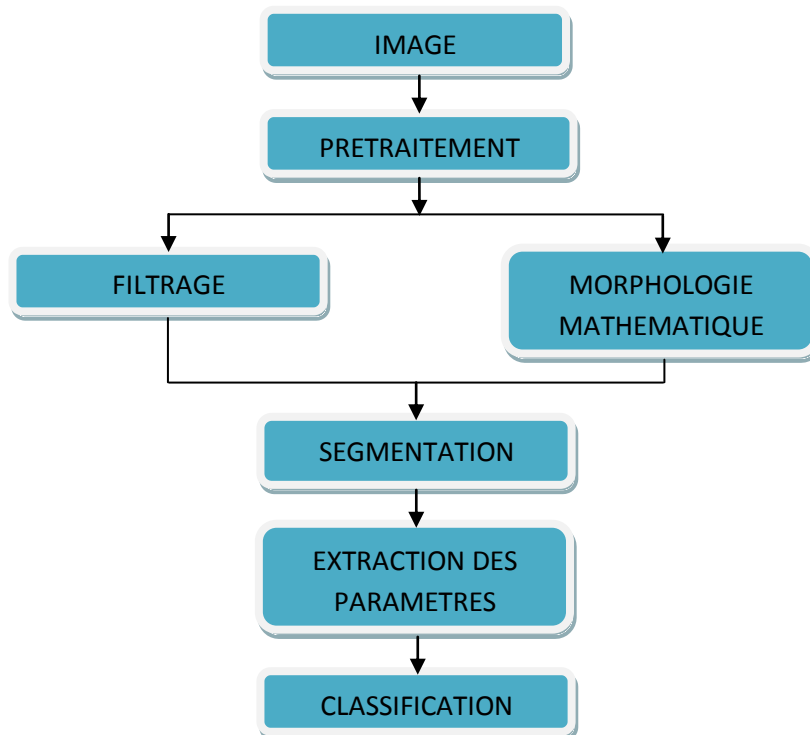 IMAGE
PRETRAITEMENT
FILTRAGE
MORPHOLOGIE
MATHEMATIQUE
SEGMENTATION
EXTRACTION DES
PARAMETRES
CLASSIFICATION